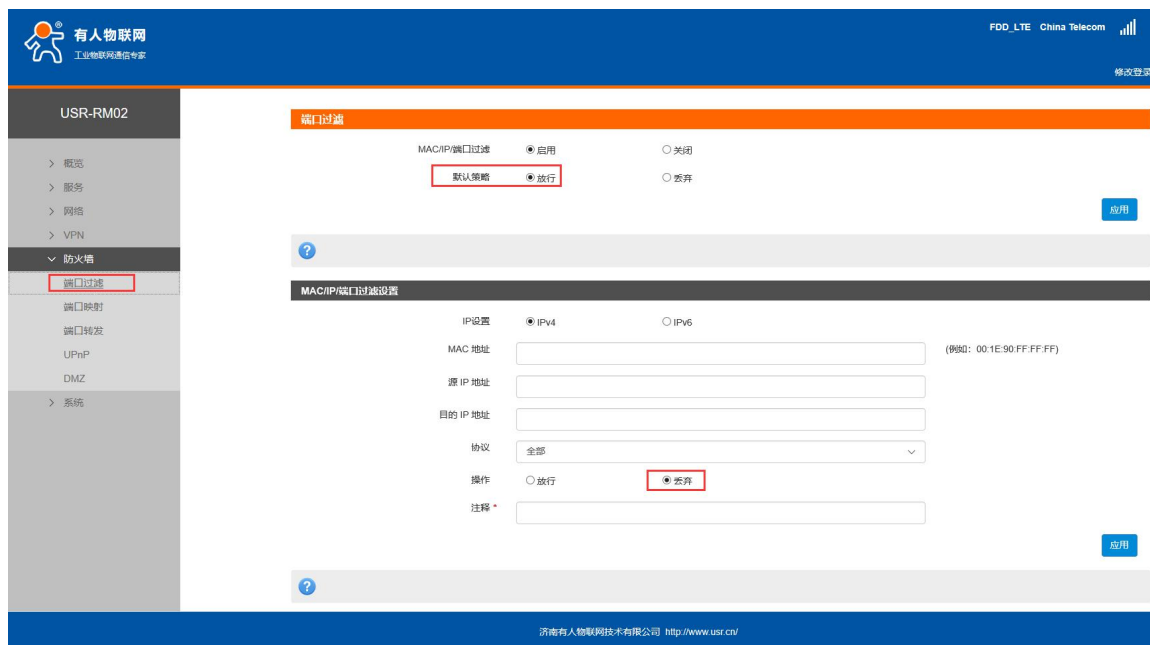 有人物联网
工业物联网通信专家
FDD_LTE China Telecom
修改登录
USR-RM02
概览
服务
网络
VPN
防火墙
端口过滤
端口映射
端口转发
UPnP
DMZ
系统
端口过滤
MAC/IP/端口过滤 启用 关闭
默认策略 放行 丢弃
应用
MAC/IP/端口过滤设置
IP设置 IPv4 IPv6
MAC 地址 (例如：00:1E:90:FF:FF:FF)
源 IP 地址
目的 IP 地址
协议 全部
操作 放行 丢弃
注释 *
应用
济南有人物联网技术有限公司 http://www.usr.cn/